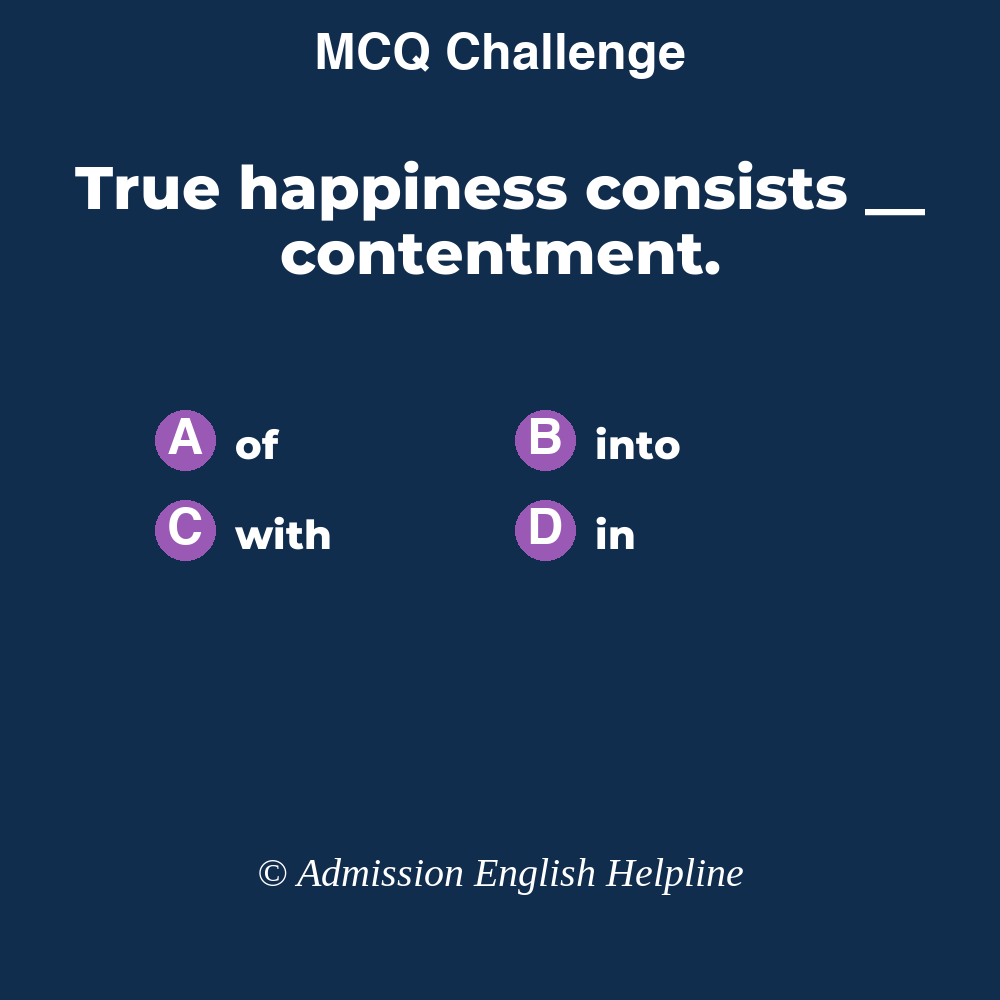 MCQ Challenge
True happiness consists __
contentment.
A of
B into
C with
D in
© Admission English Helpline